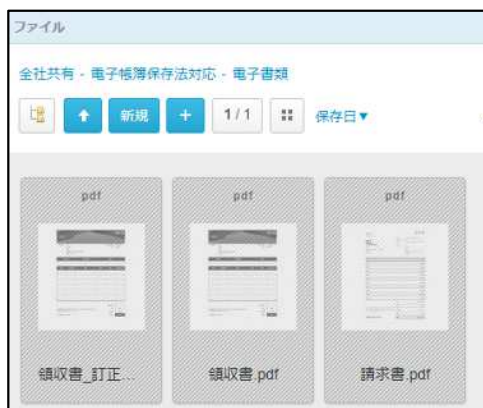 ファイル
全社共有 - 電子帳簿保存法対応 - 電子書類
新規 + 1 / 1 保存日▼
pdf pdf pdf
領収書_訂正... 領収書.pdf 請求書.pdf